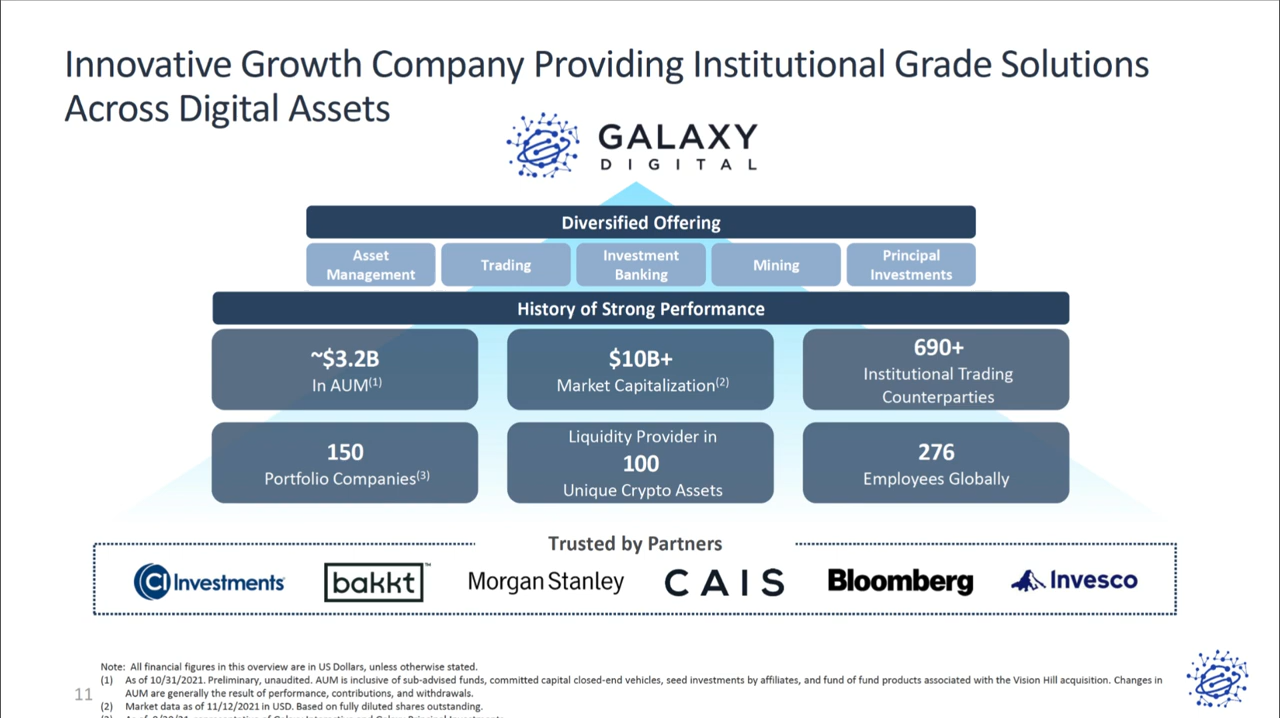 Innovative Growth Company Providing Institutional Grade Solutions
Across Digital Assets
GALAXY
DIGITAL
Diversified Offering
Asset
Management
Trading
Investment
Banking
Mining
Principal
Investments
History of Strong Performance
~$3.2B
In AUM(1)
$10B+
Market Capitalization(2)
690+
Institutional Trading
Counterparties
150
Portfolio Companies(3)
Liquidity Provider in
100
Unique Crypto Assets
276
Employees Globally
Trusted by Partners
CI Investments
bakkt™
Morgan Stanley
CAIS
Bloomberg
Invesco
Note: All financial figures in this overview are in US Dollars, unless otherwise stated.
(1) As of 10/31/2021. Preliminary, unaudited. AUM is inclusive of sub-advised funds, committed capital closed-end vehicles, seed investments by affiliates, and fund of fund products associated with the Vision Hill acquisition. Changes in
AUM are generally the result of performance, contributions, and withdrawals.
(2) Market data as of 11/12/2021 in USD. Based on fully diluted shares outstanding.
11